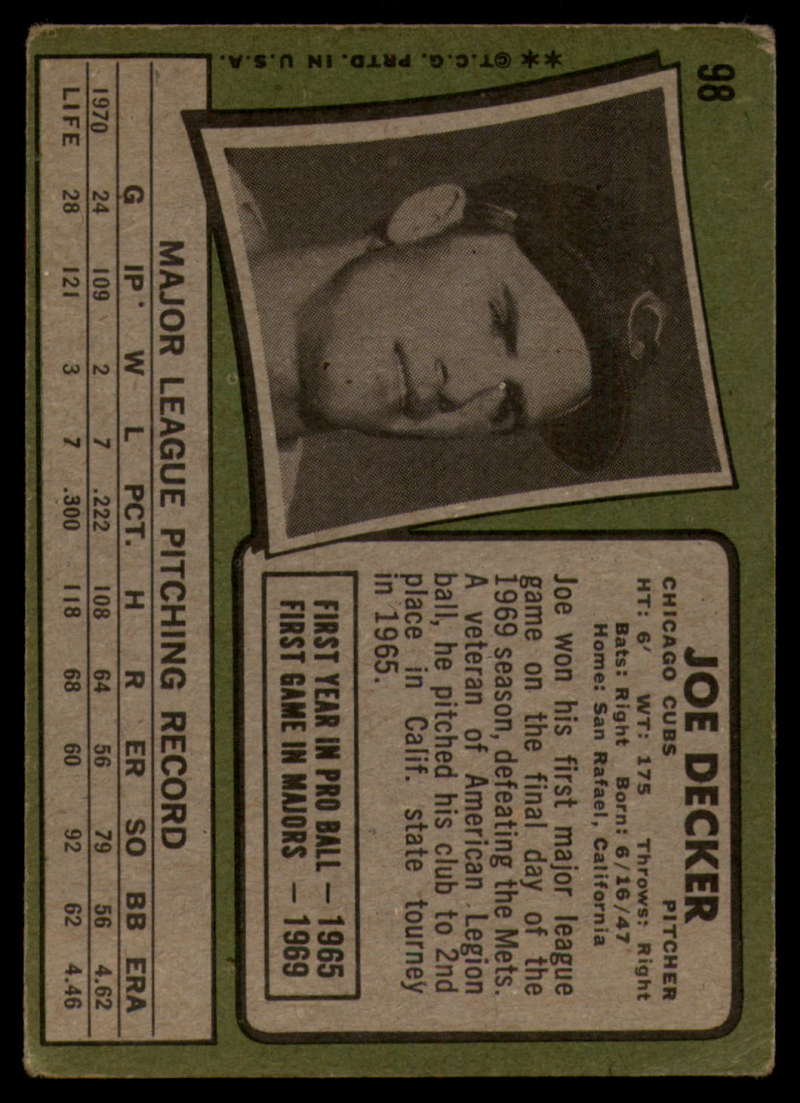 98
**©T.C.G. PRTD. IN U.S.A.
JOE DECKER
CHICAGO CUBS PITCHER
HT: 6' WT: 175 Throws: Right
Bats: Right Born: 6/16/47
Home: San Rafael, California
Joe won his first major league
game on the final day of the
1969 season, defeating the Mets.
A veteran of American Legion
ball, he pitched his club to 2nd
place in Calif. state tourney
in 1965.
FIRST YEAR IN PRO BALL — 1965
FIRST GAME IN MAJORS — 1969
MAJOR LEAGUE PITCHING RECORD
G IP W L PCT. H R ER SO BB ERA
1970 24 109 2 7 .222 108 64 56 79 56 4.62
LIFE 28 121 3 7 .300 118 68 60 92 62 4.46